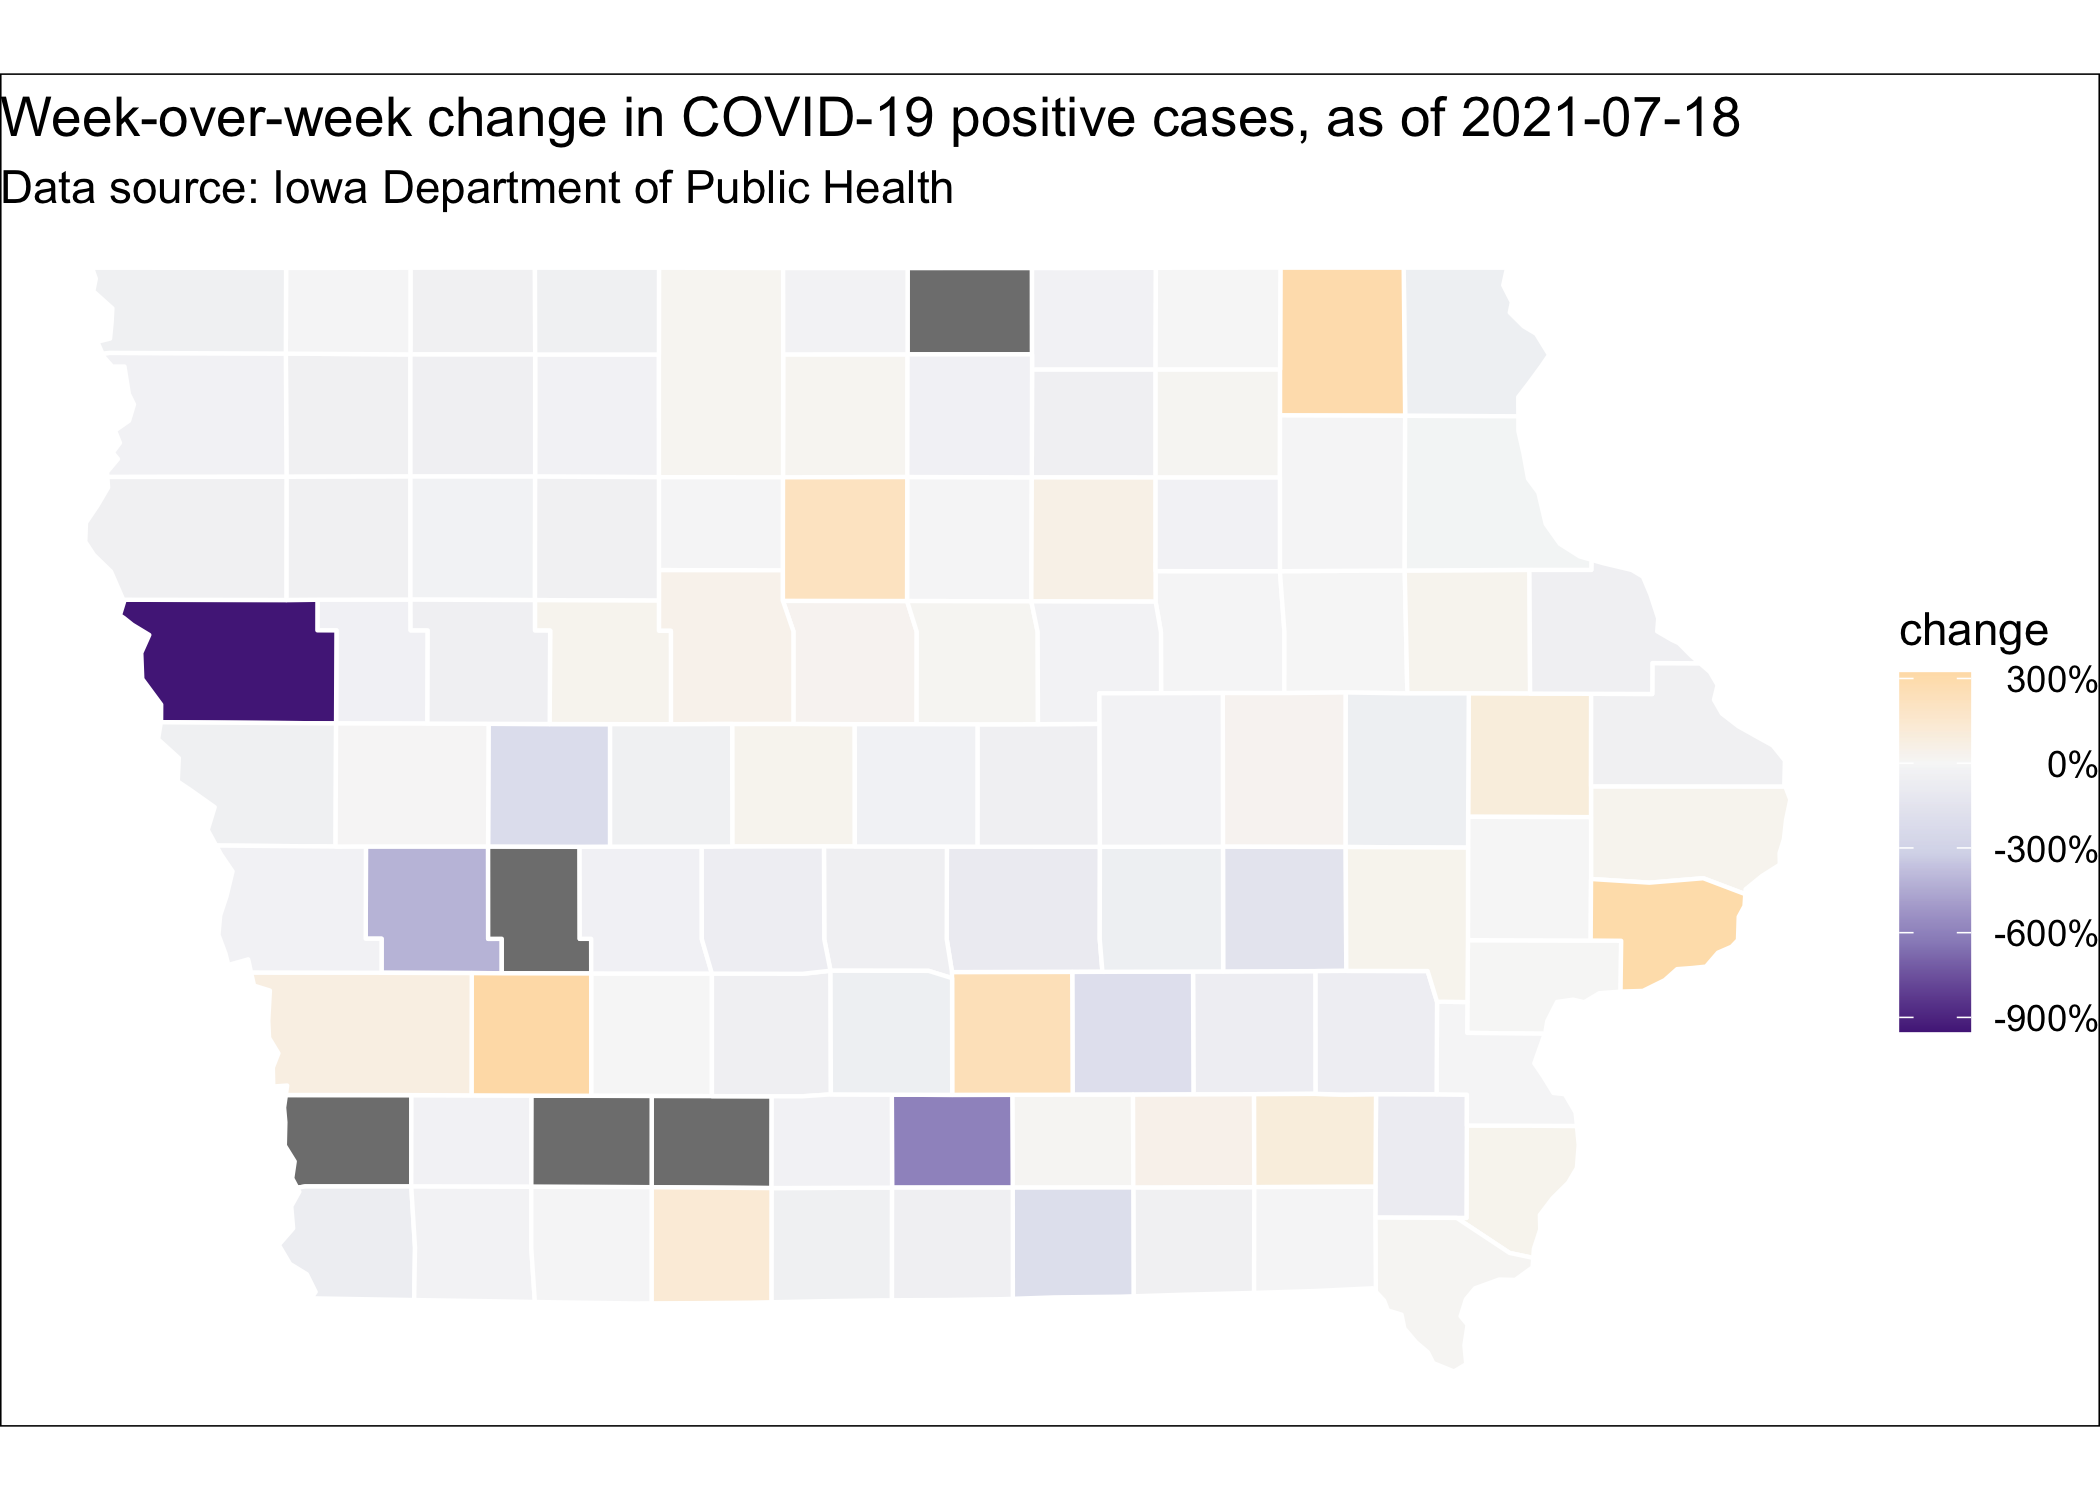 Week-over-week change in COVID-19 positive cases, as of 2021-07-18
Data source: Iowa Department of Public Health
change
300%
0%
-300%
-600%
-900%